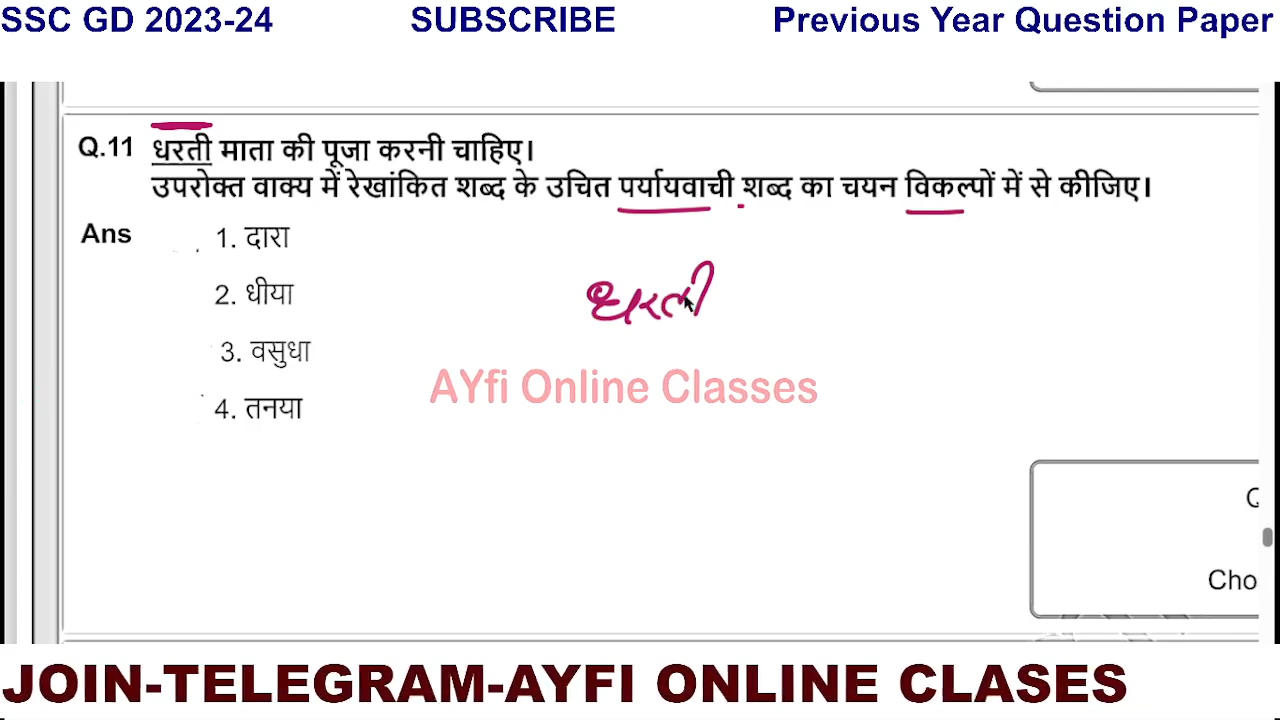 SSC GD 2023-24 SUBSCRIBE Previous Year Question Paper
Q.11 धरती माता की पूजा करनी चाहिए।
उपरोक्त वाक्य में रेखांकित शब्द के उचित पर्यायवाची शब्द का चयन विकल्पों में से कीजिए।
Ans 1. दारा
2. धीया
धरती
3. वसुधा
AYfi Online Classes
4. तनया
Cho
JOIN-TELEGRAM-AYFI ONLINE CLASES